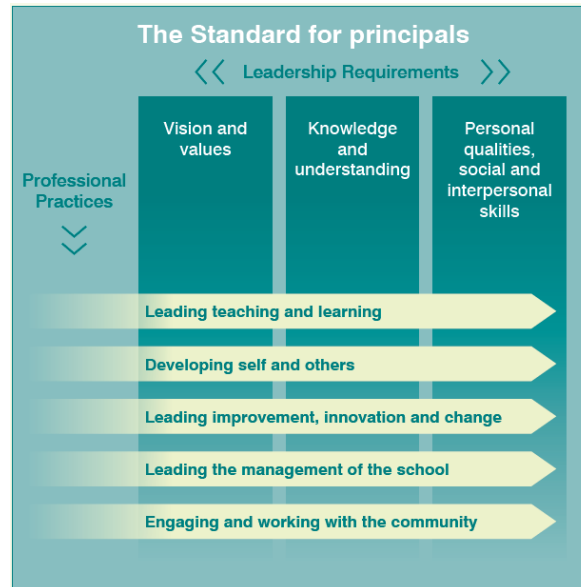 The Standard for principals
Leadership Requirements
Vision and
values
Knowledge
and
understanding
Personal
qualities,
social and
interpersonal
skills
Professional
Practices
Leading teaching and learning
Developing self and others
Leading improvement, innovation and change
Leading the management of the school
Engaging and working with the community